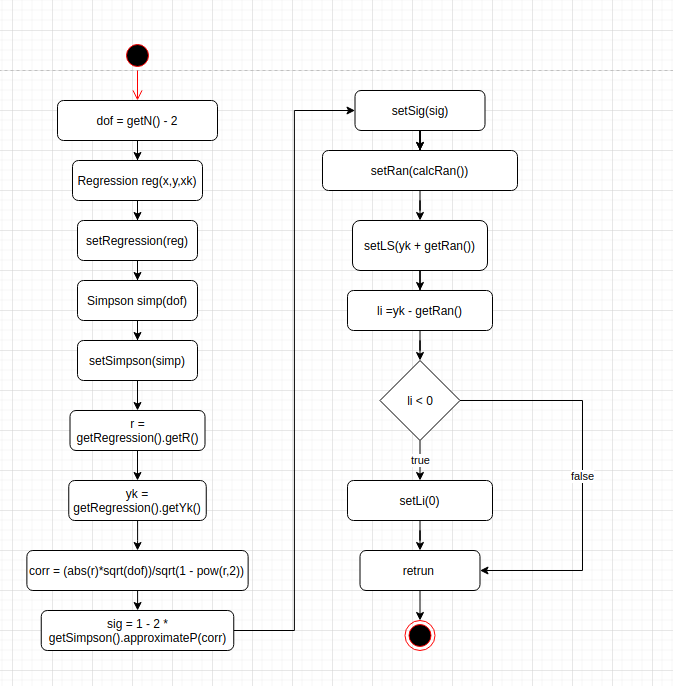 dof = getN() - 2
Regression reg(x,y,xk)
setRegression(reg)
Simpson simp(dof)
setSimpson(simp)
r =
getRegression().getR()
yk =
getRegression().getYk()
corr = (abs(r)*sqrt(dof))/sqrt(1 - pow(r,2))
sig = 1 - 2 *
getSimpson().approximateP(corr)
setSig(sig)
setRan(calcRan())
setLS(yk + getRan())
li =yk - getRan()
li < 0
true
false
setLi(0)
retrun